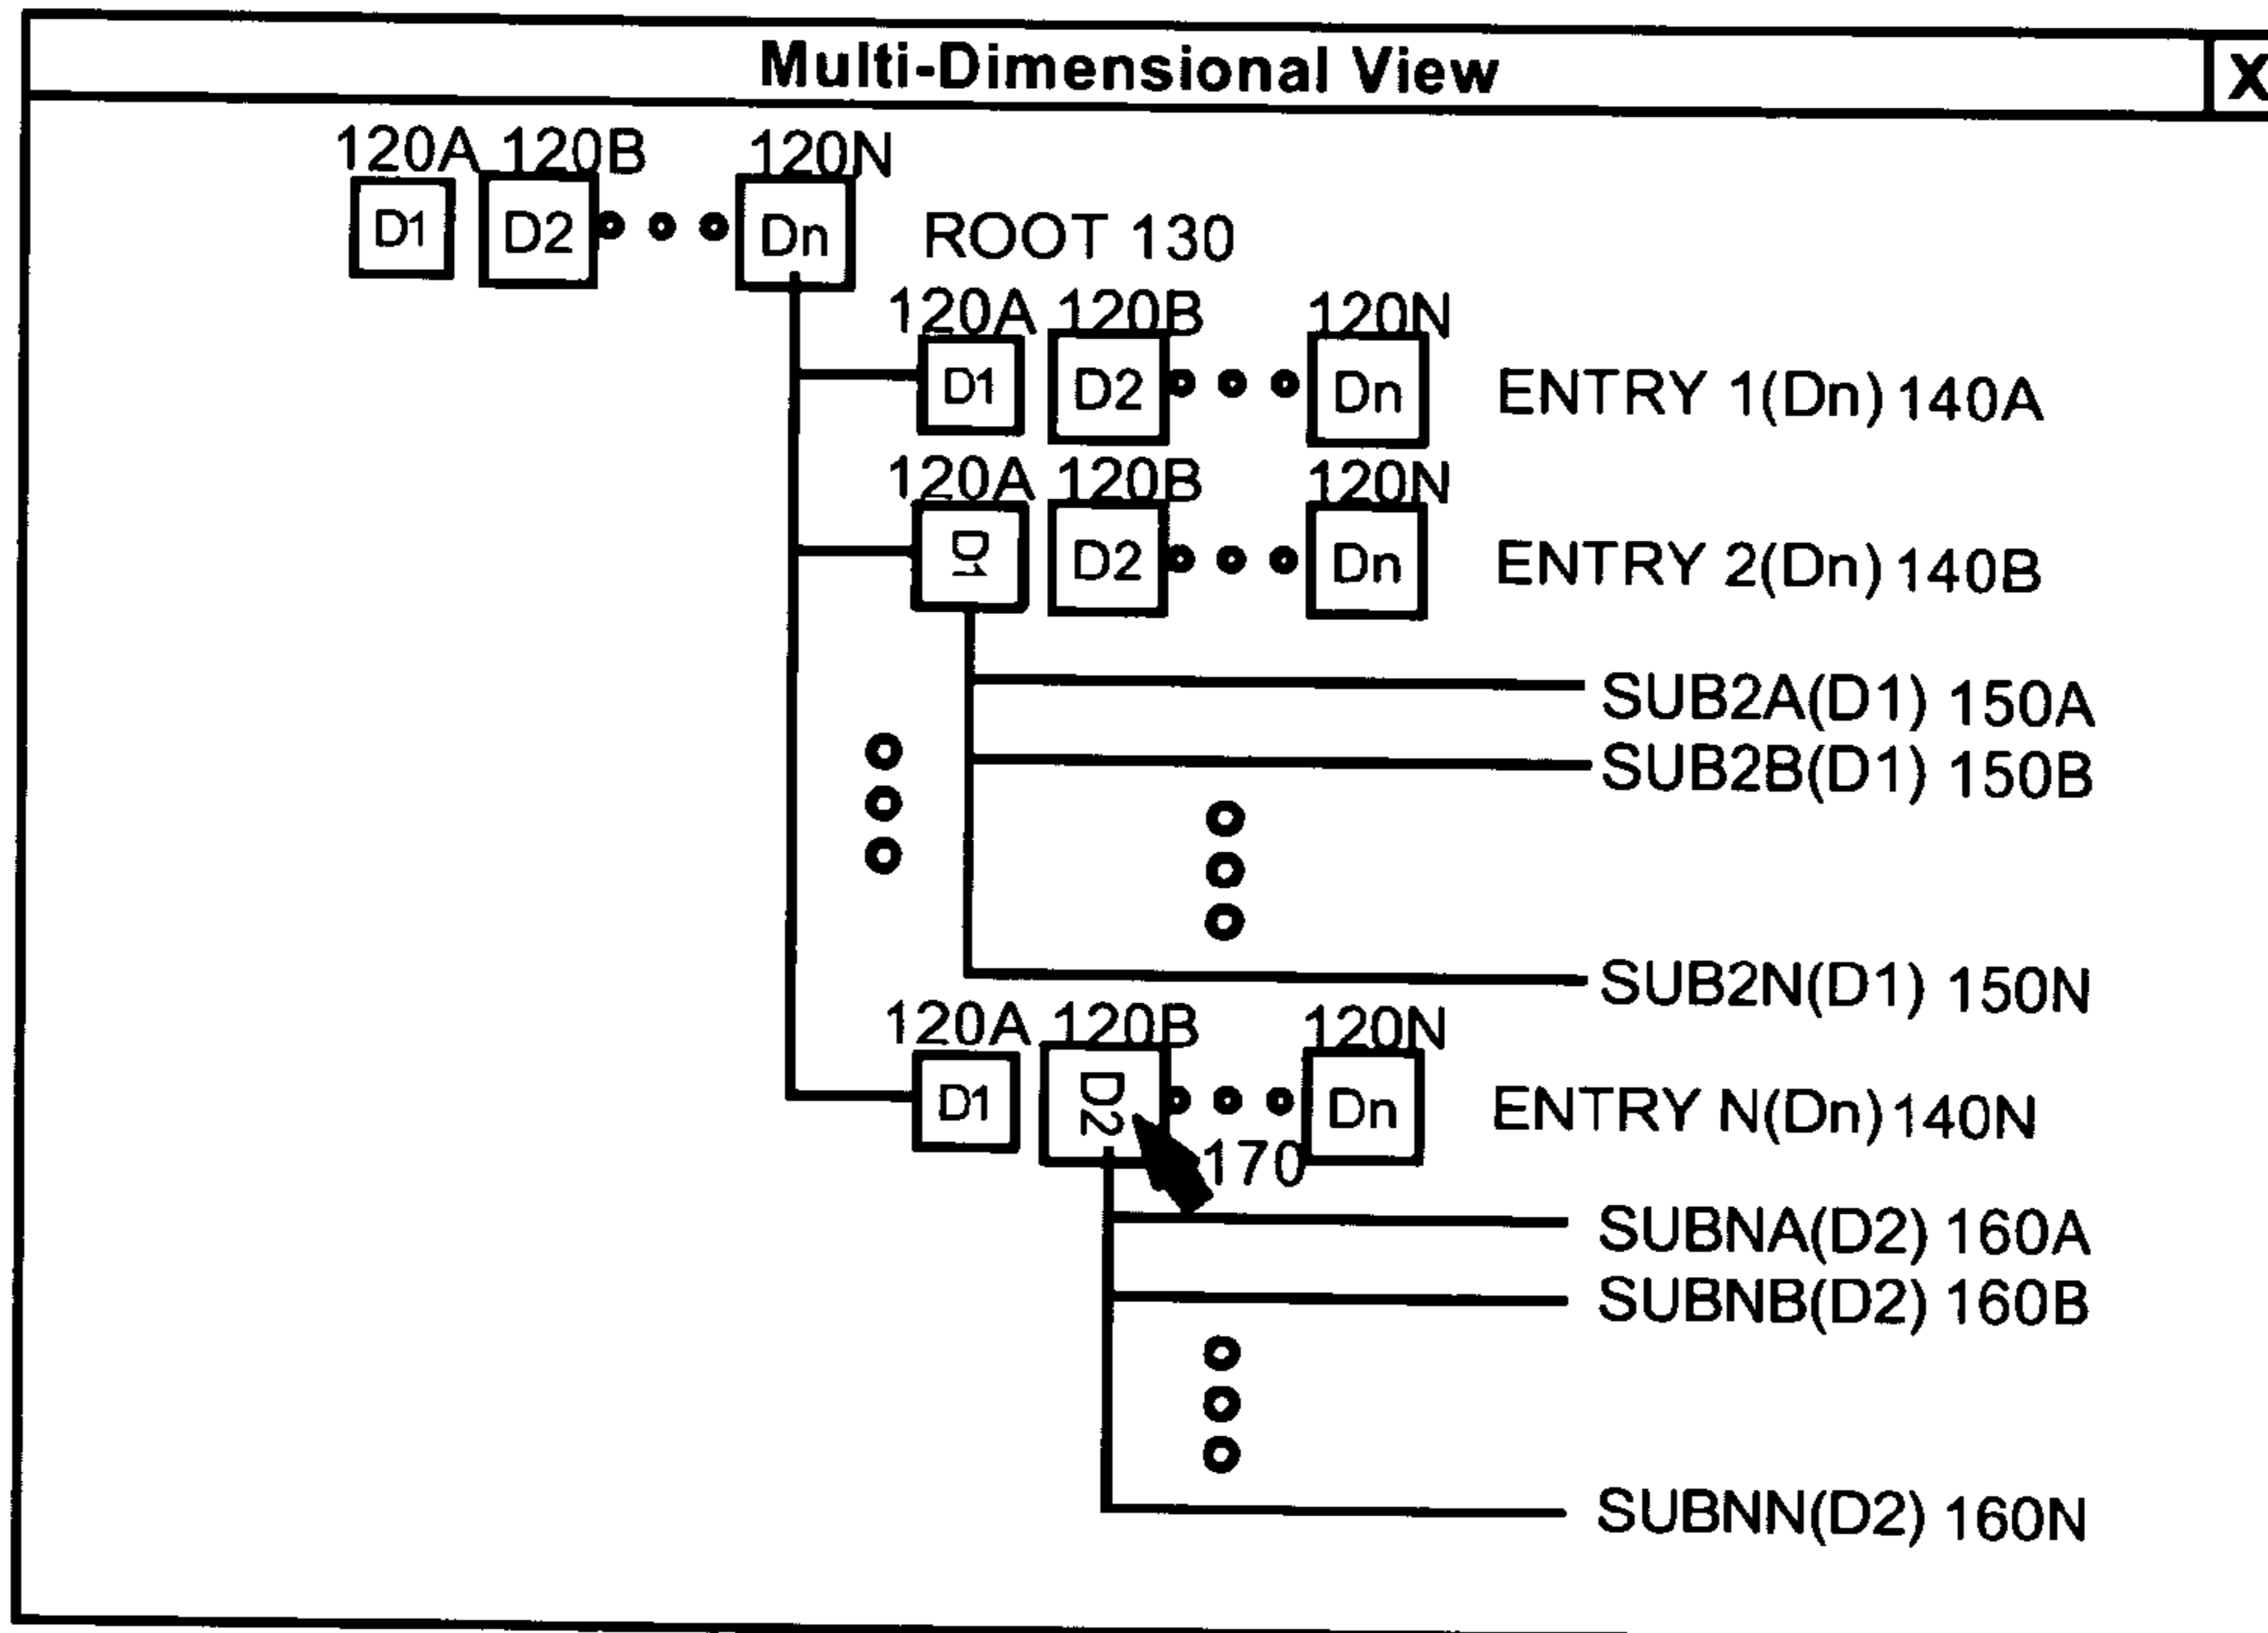 Multi-Dimensional View X
120A 120B 120N
D1 D2 Dn ROOT 130
120A 120B 120N
D1 D2 Dn ENTRY 1(Dn) 140A
120A 120B 120N
D1 D2 Dn ENTRY 2(Dn) 140B
SUB2A(D1) 150A
SUB2B(D1) 150B
SUB2N(D1) 150N
120A 120B 120N
D1 D2 Dn ENTRY N(Dn) 140N
170
SUBNA(D2) 160A
SUBNB(D2) 160B
SUBNN(D2) 160N